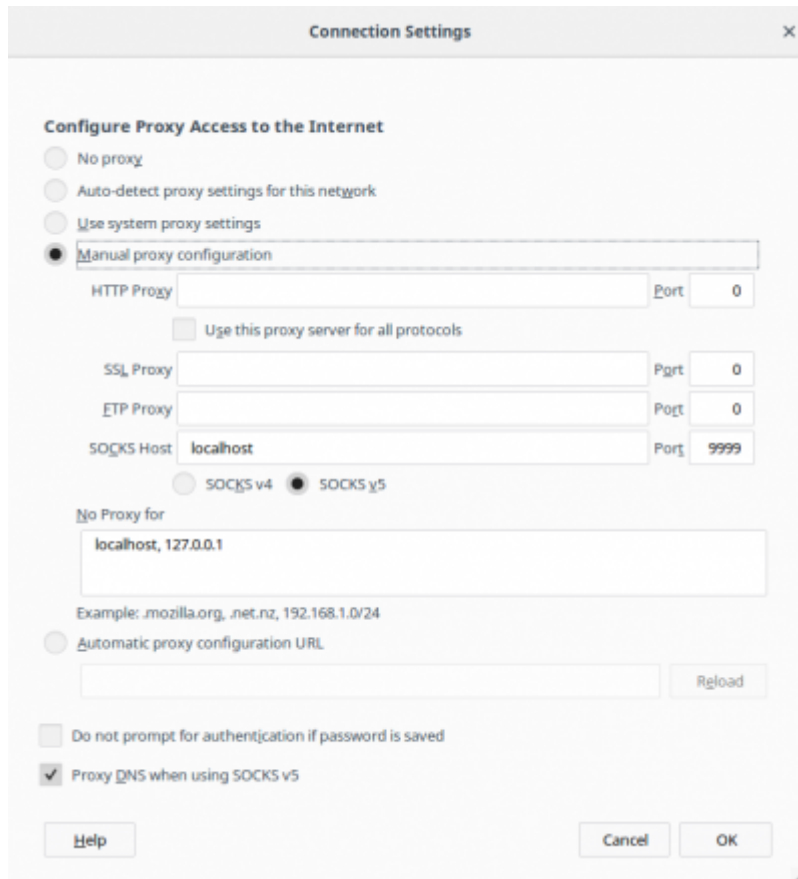 Connection Settings
Configure Proxy Access to the Internet
No proxy
Auto-detect proxy settings for this network
Use system proxy settings
Manual proxy configuration
HTTP Proxy Port 0
Use this proxy server for all protocols
SSL Proxy Port 0
FTP Proxy Port 0
SOCKS Host localhost Port 9999
SOCKS v4 SOCKS v5
No Proxy for
localhost, 127.0.0.1
Example: .mozilla.org, .net.nz, 192.168.1.0/24
Automatic proxy configuration URL
Reload
Do not prompt for authentication if password is saved
Proxy DNS when using SOCKS v5
Help Cancel OK